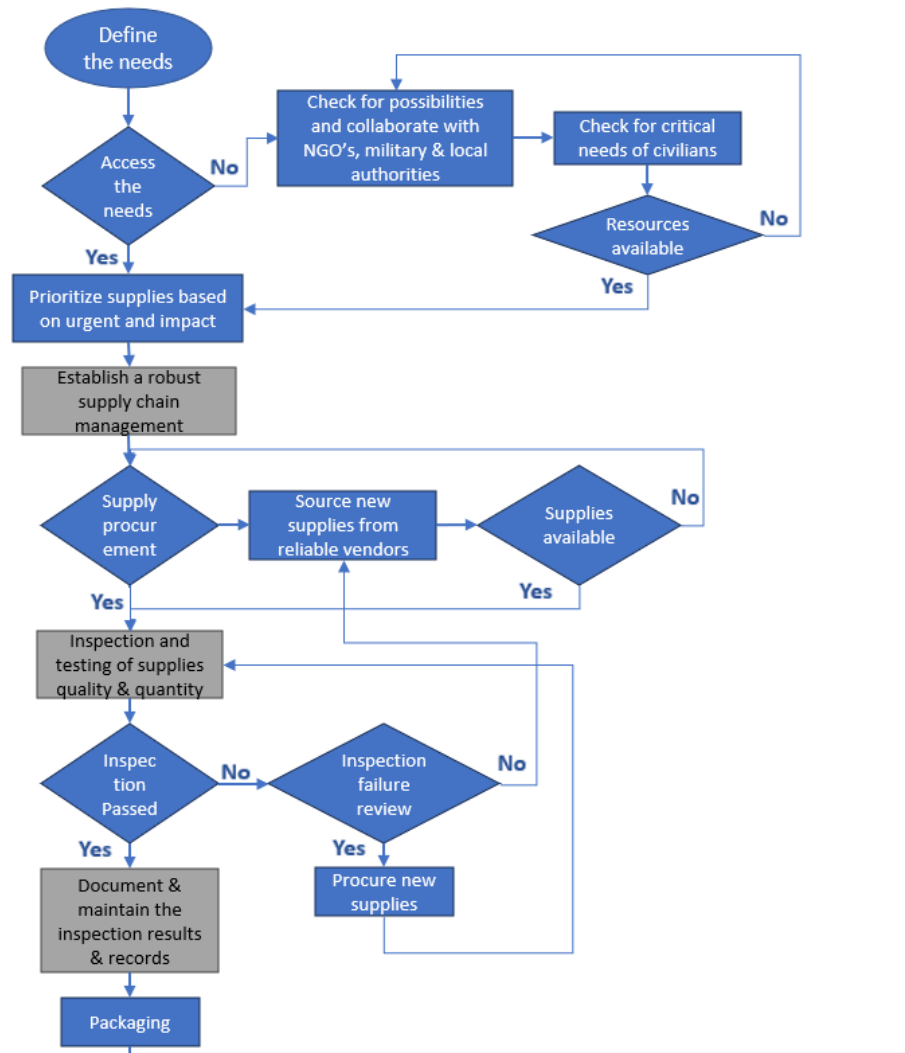 Define
the needs
Access
the
needs
No
Check for possibilities
and collaborate with
NGO's, military & local
authorities
Check for critical
needs of civilians
Resources
available
No
Yes
Yes
Prioritize supplies based
on urgent and impact
Establish a robust
supply chain
management
Supply
procur
ement
Source new
supplies from
reliable vendors
Supplies
available
No
Yes
Yes
Inspection and
testing of supplies
quality & quantity
Inspec
tion
Passed
No
Inspection
failure
review
No
Yes
Yes
Procure new
supplies
Document &
maintain the
inspection results
& records
Packaging